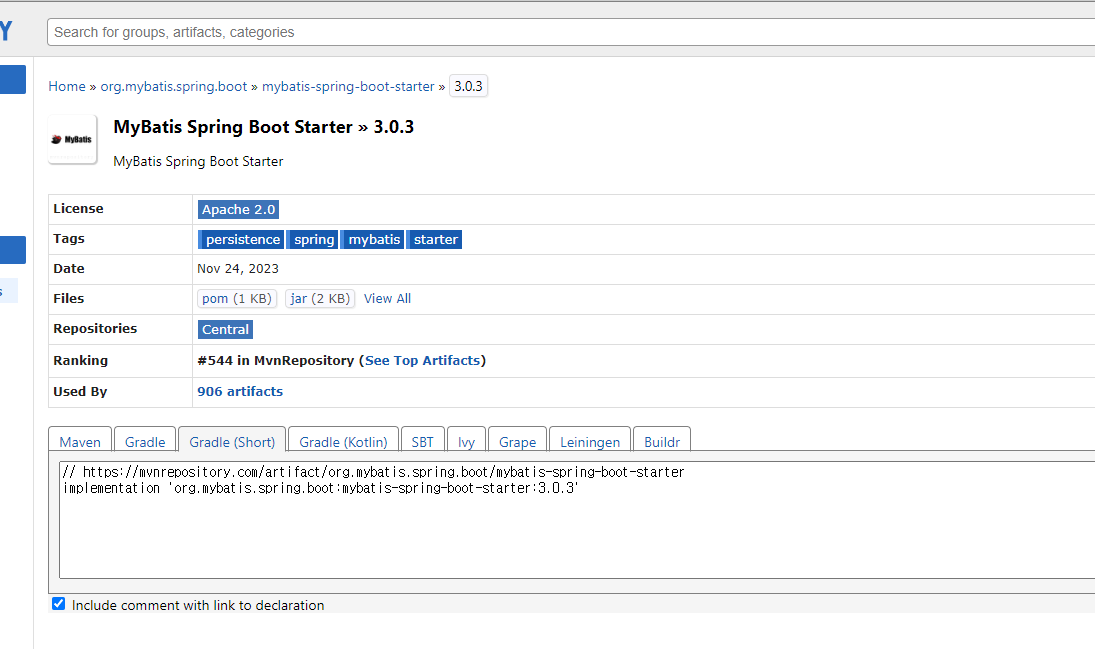 Y
Search for groups, artifacts, categories
Home » org.mybatis.spring.boot » mybatis-spring-boot-starter » 3.0.3
MyBatis
MyBatis Spring Boot Starter » 3.0.3
MyBatis Spring Boot Starter
License Apache 2.0
Tags persistence spring mybatis starter
Date Nov 24, 2023
s
Files pom (1 KB) jar (2 KB) View All
Repositories Central
Ranking #544 in MvnRepository (See Top Artifacts)
Used By 906 artifacts
Maven Gradle Gradle (Short) Gradle (Kotlin) SBT Ivy Grape Leiningen Buildr
// https://mvnrepository.com/artifact/org.mybatis.spring.boot/mybatis-spring-boot-starter
implementation 'org.mybatis.spring.boot:mybatis-spring-boot-starter:3.0.3'
Include comment with link to declaration